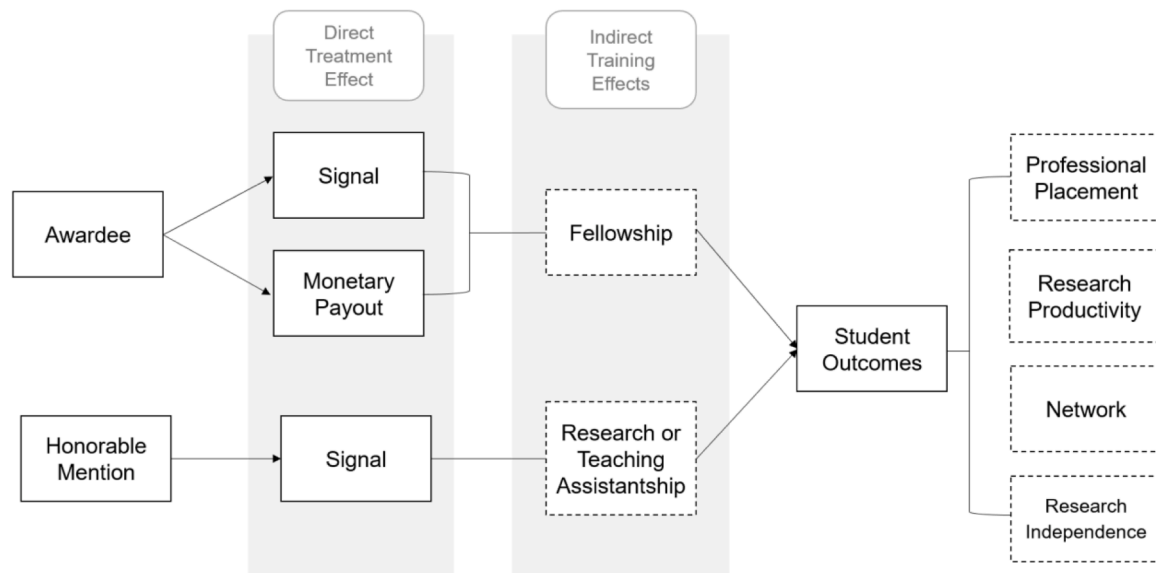 Direct
Treatment
Effect
Indirect
Training
Effects
Awardee
Signal
Monetary
Payout
Fellowship
Honorable
Mention
Signal
Research or
Teaching
Assistantship
Student
Outcomes
Professional
Placement
Research
Productivity
Network
Research
Independence